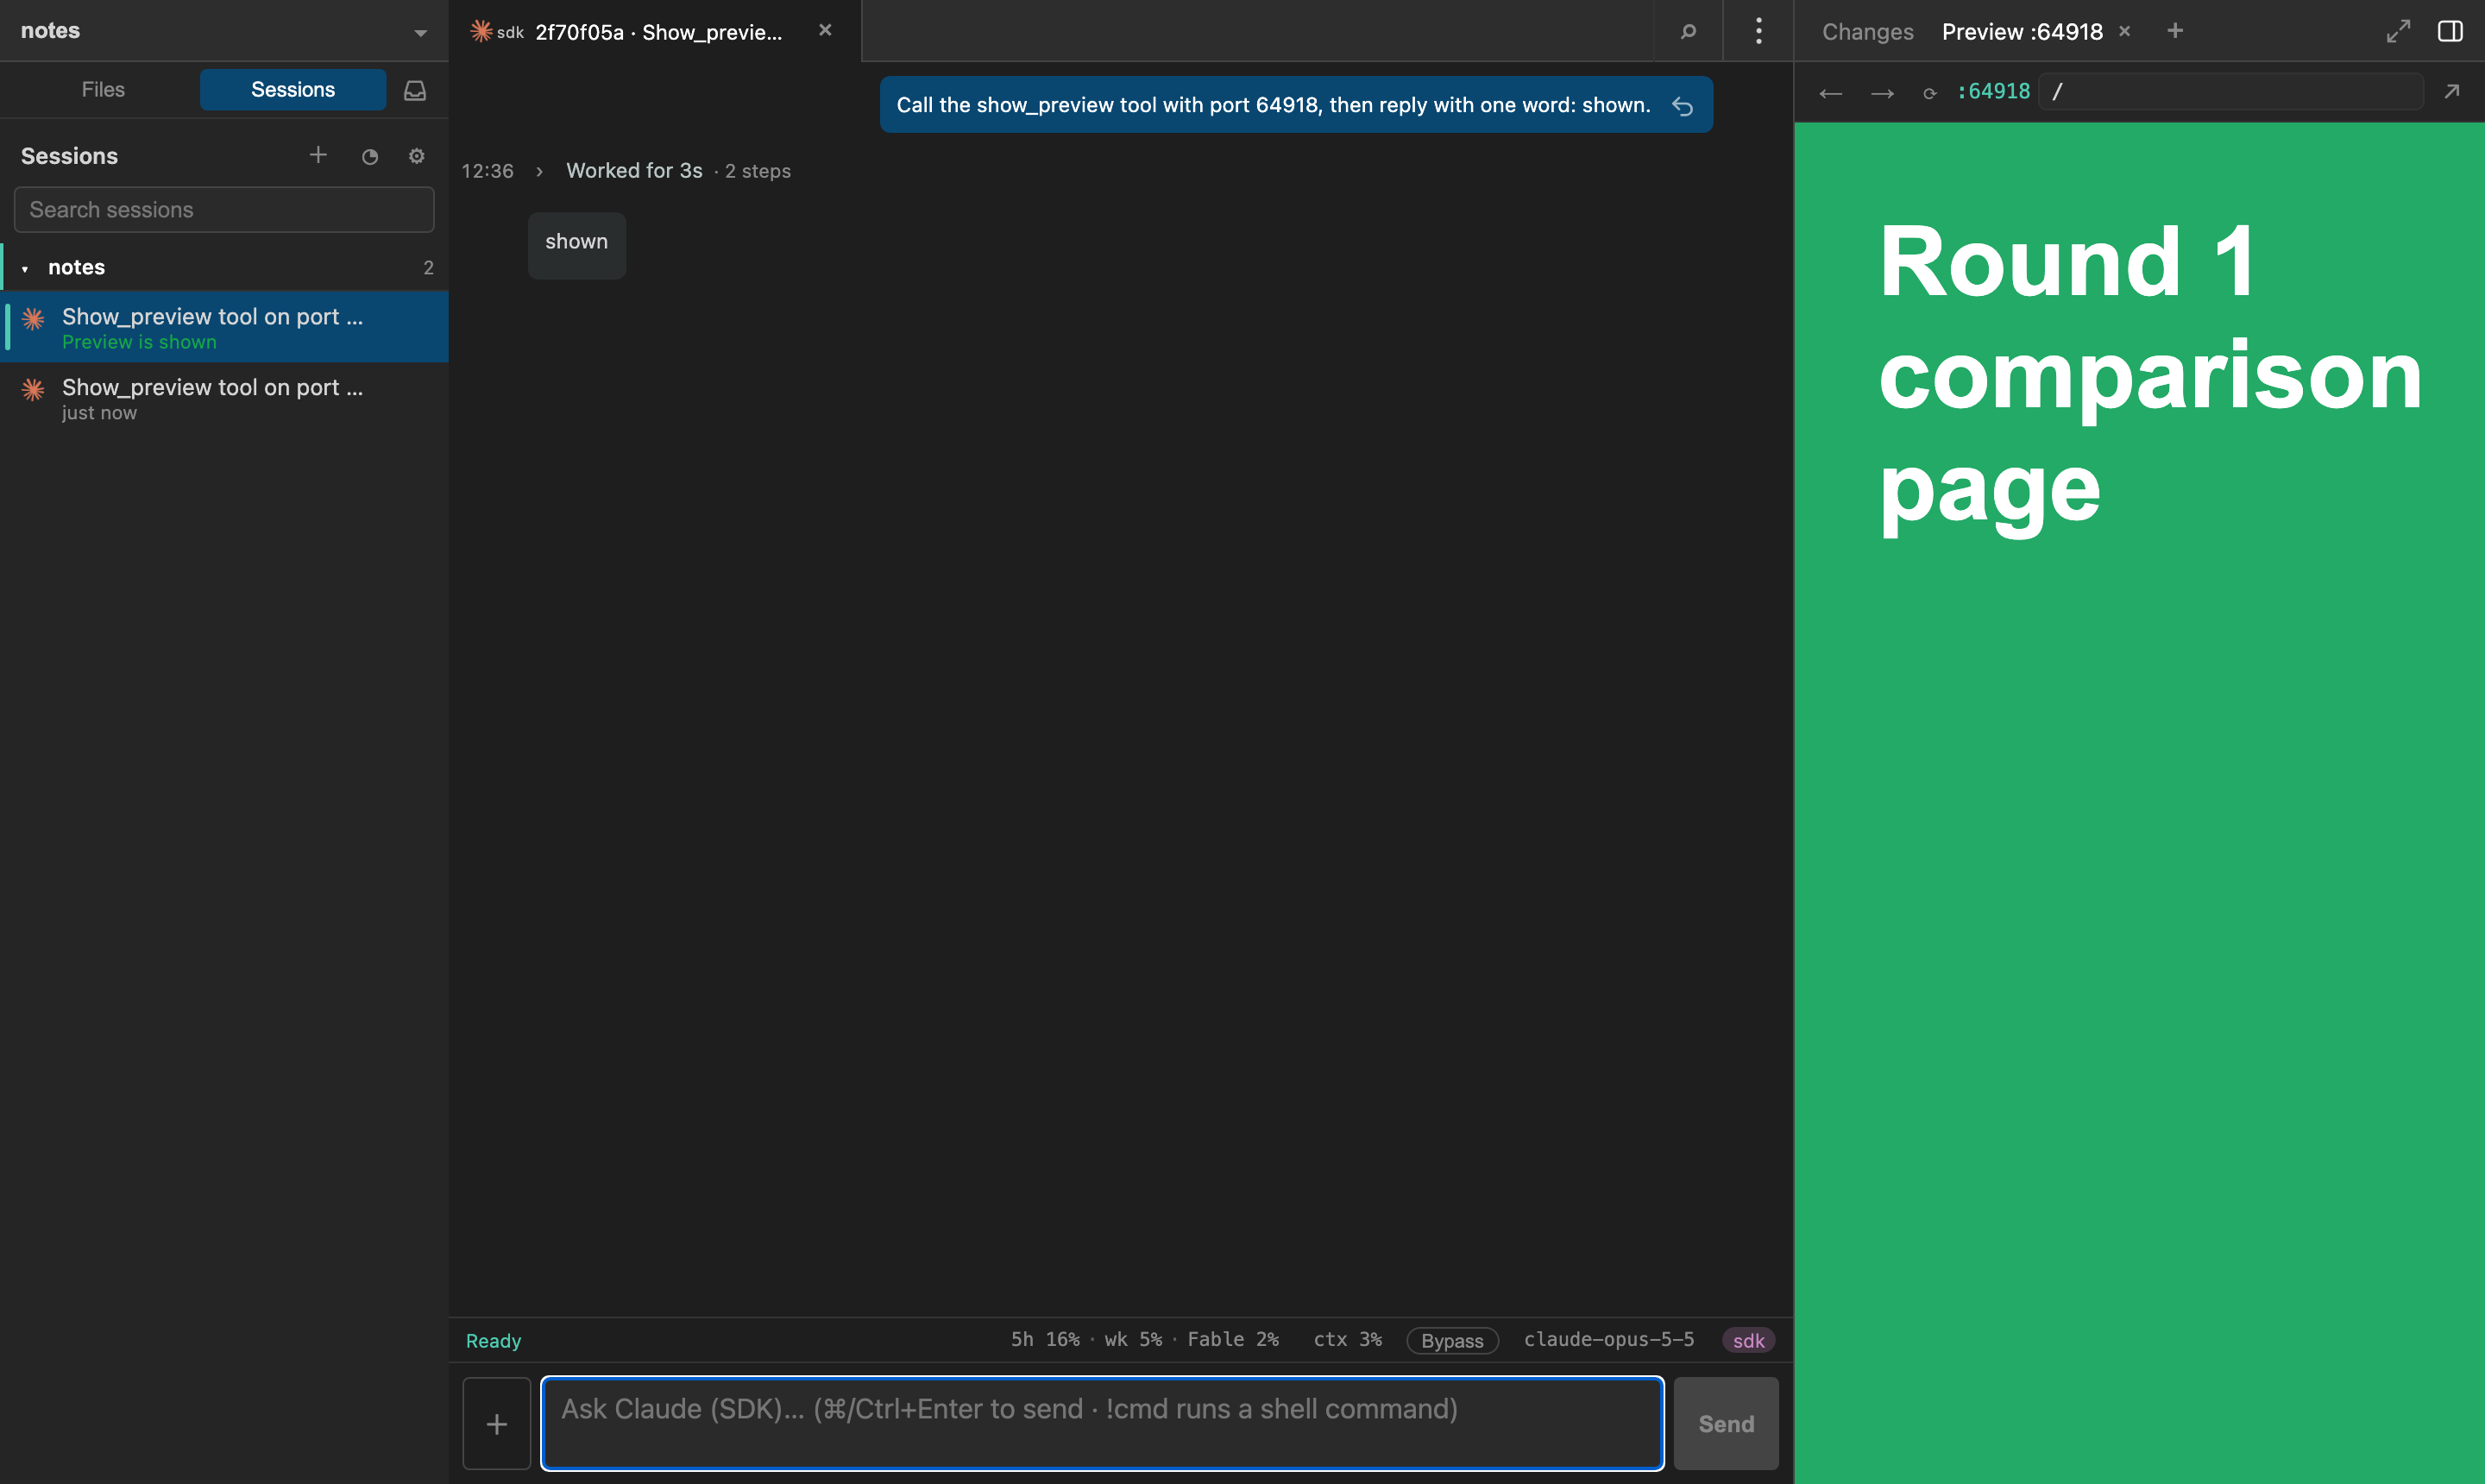 notes
Files
Sessions
Sessions
Search sessions
notes
2
Show_preview tool on port ...
Preview is shown
Show_preview tool on port ...
just now
sdk 2f70f05a · Show_previe...
Call the show_preview tool with port 64918, then reply with one word: shown.
12:36 › Worked for 3s · 2 steps
shown
Ready
5h 16% · wk 5% · Fable 2% ctx 3% Bypass claude-opus-5-5 sdk
Ask Claude (SDK)... (⌘/Ctrl+Enter to send · !cmd runs a shell command)
Send
Changes
Preview :64918
:64918 /
Round 1
comparison
page